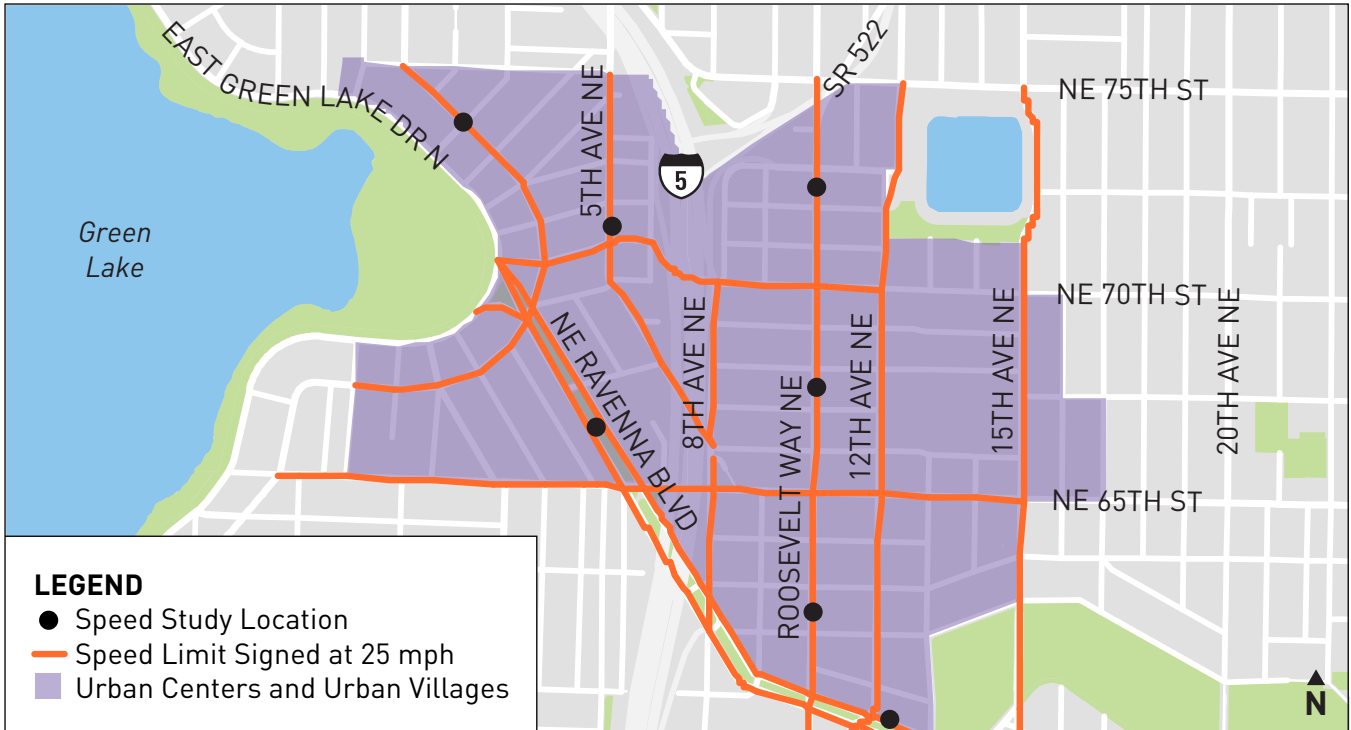 EAST GREEN LAKE DR N
5TH AVE NE
SR 522
NE 75TH ST
5
Green
Lake
NE 70TH ST
NE RAVENNA BLVD
8TH AVE NE
ROOSEVELT WAY NE
12TH AVE NE
15TH AVE NE
20TH AVE NE
NE 65TH ST
LEGEND
Speed Study Location
Speed Limit Signed at 25 mph
Urban Centers and Urban Villages
N